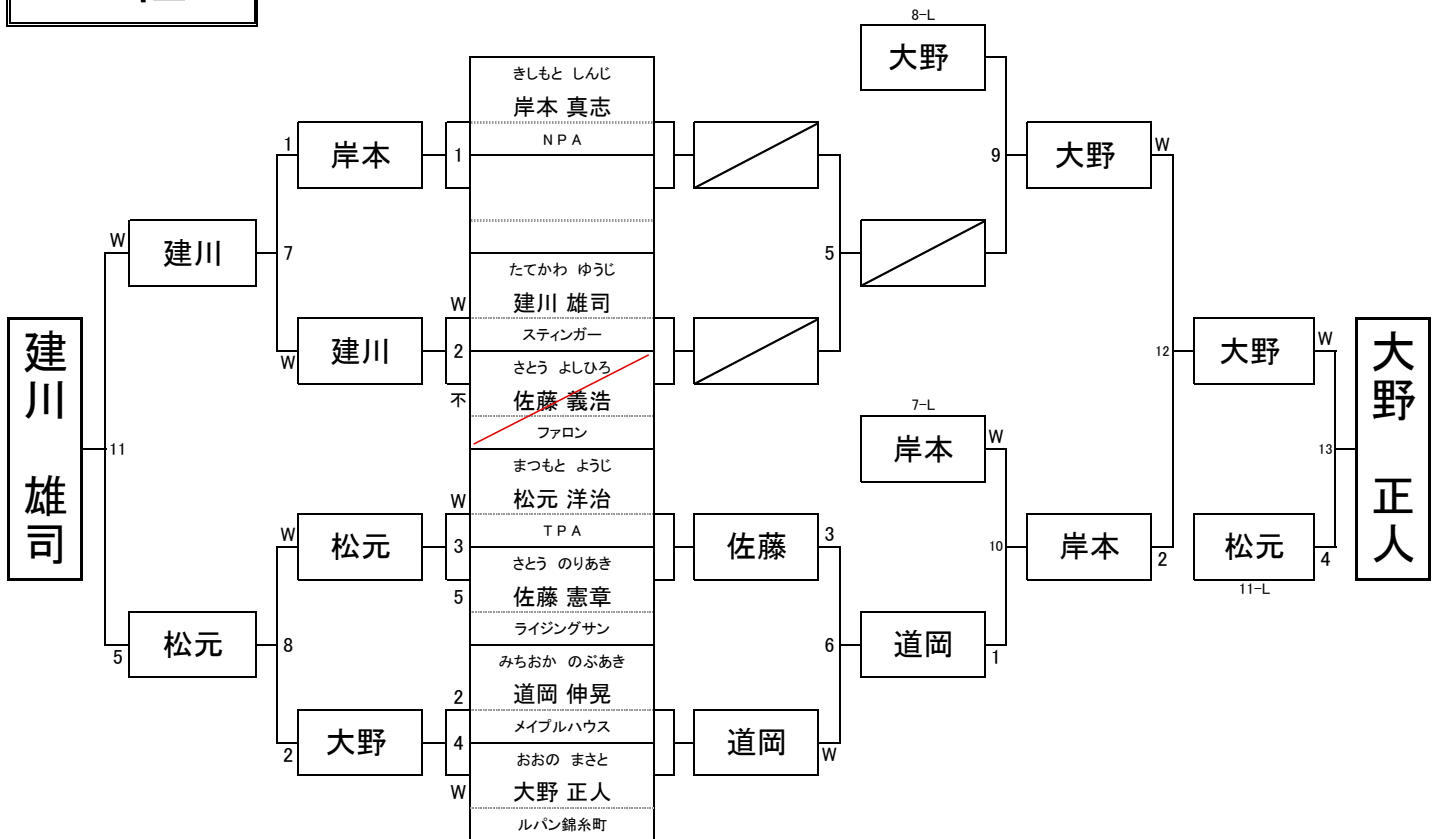 8-L
大野
きしもと しんじ
岸本 真志
NPA
1
岸本
1
9
大野
W
W
建川
7
5
たてかわ ゆうじ
W
建川 雄司
スティンガー
建川
W
2
さとう よしひろ
不
佐藤 義浩
ファロン
12
大野
W
建川 雄司
11
7-L
岸本
W
13
大野 正人
まつもと ようじ
W
松元 洋治
TPA
W
松元
3
さとう のりあき
5
佐藤 憲章
ライジングサン
佐藤
3
10
岸本
2
松元
4
11-L
5
松元
8
6
道岡
1
みちおか のぶあき
2
道岡 伸晃
メイプルハウス
2
大野
4
おおの まさと
W
大野 正人
ルパン錦糸町
道岡
W